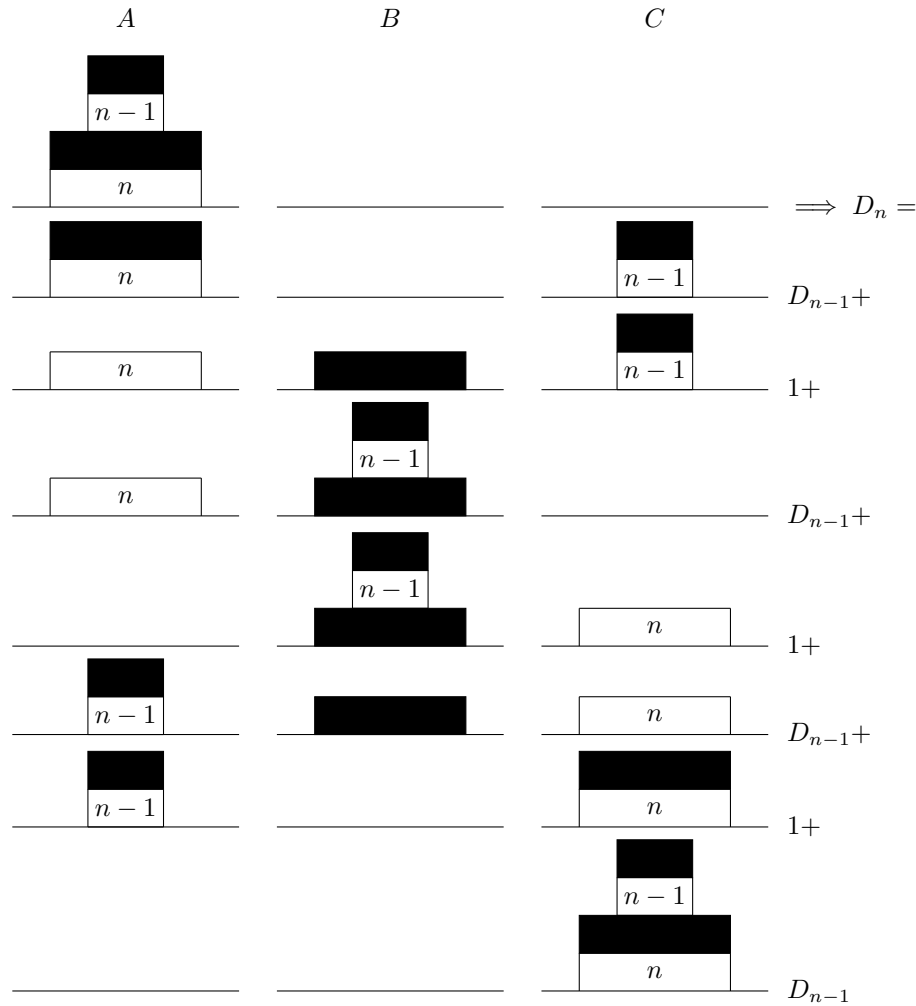 A B C
n − 1
n ⟹ D_n =
n n − 1 D_{n−1}+
n n − 1 1+
n − 1
n D_{n−1}+
n − 1
n 1+
n − 1 n D_{n−1}+
n − 1 n 1+
n − 1
n D_{n−1}